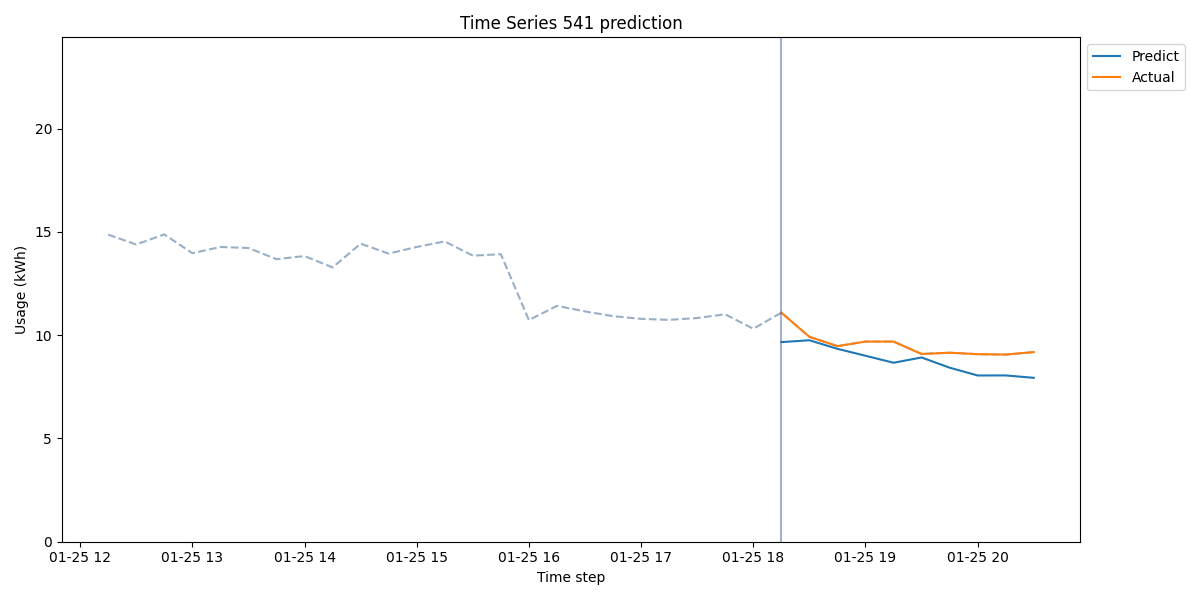 Time Series 541 prediction
Predict
Actual
Usage (kWh)
20
15
10
5
0
01-25 12
01-25 13
01-25 14
01-25 15
01-25 16
01-25 17
01-25 18
01-25 19
01-25 20
Time step